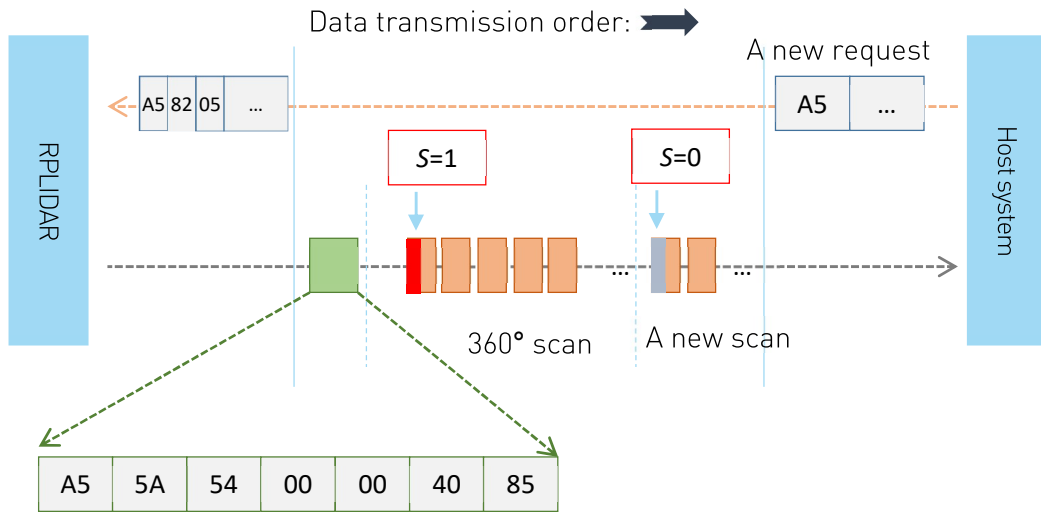 Data transmission order:
A new request
A5 82 05 ...
A5 ...
RPLIDAR
Host system
S=1
S=0
... ...
360° scan
A new scan
A5 5A 54 00 00 40 85